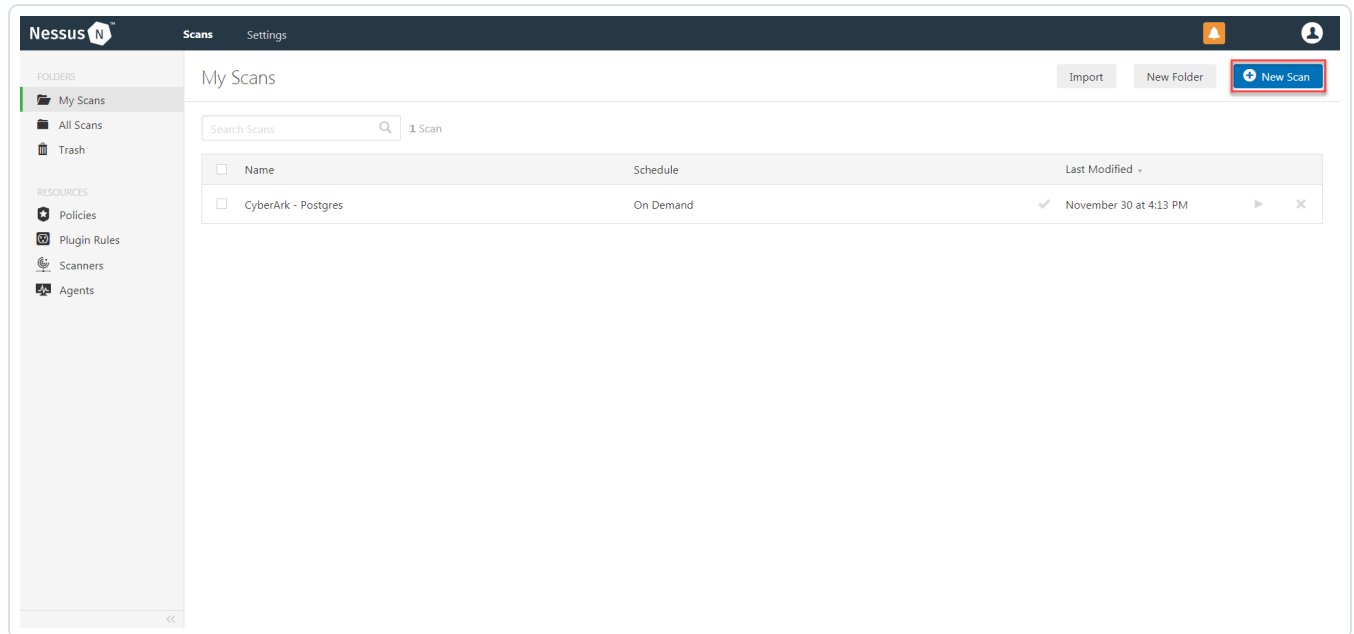 Nessus N ™
Scans Settings
FOLDERS
My Scans
All Scans
Trash
RESOURCES
Policies
Plugin Rules
Scanners
Agents
My Scans
Import New Folder New Scan
Search Scans 1 Scan
Name Schedule Last Modified
CyberArk - Postgres On Demand November 30 at 4:13 PM